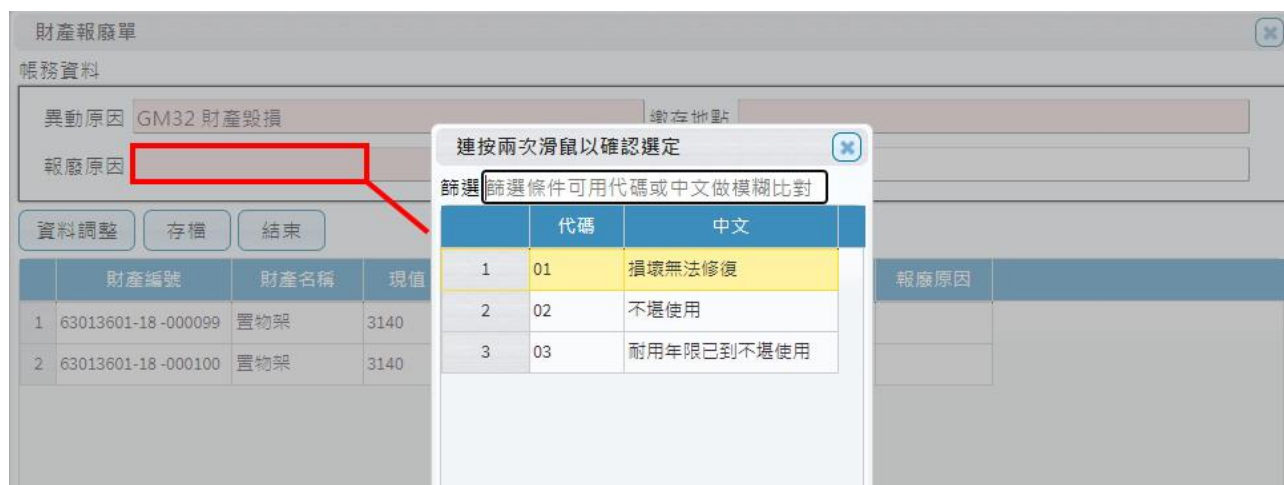 財產報廢單
帳務資料
異動原因 GM32 財產毀損 繳存地點
報廢原因
連按兩次滑鼠以確認選定
篩選 篩選條件可用代碼或中文做模糊比對
資料調整 存檔 結束
代碼 中文
1 01 損壞無法修復
2 02 不堪使用
3 03 耐用年限已到不堪使用
財產編號 財產名稱 現值 報廢原因
1 63013601-18 -000099 置物架 3140
2 63013601-18 -000100 置物架 3140